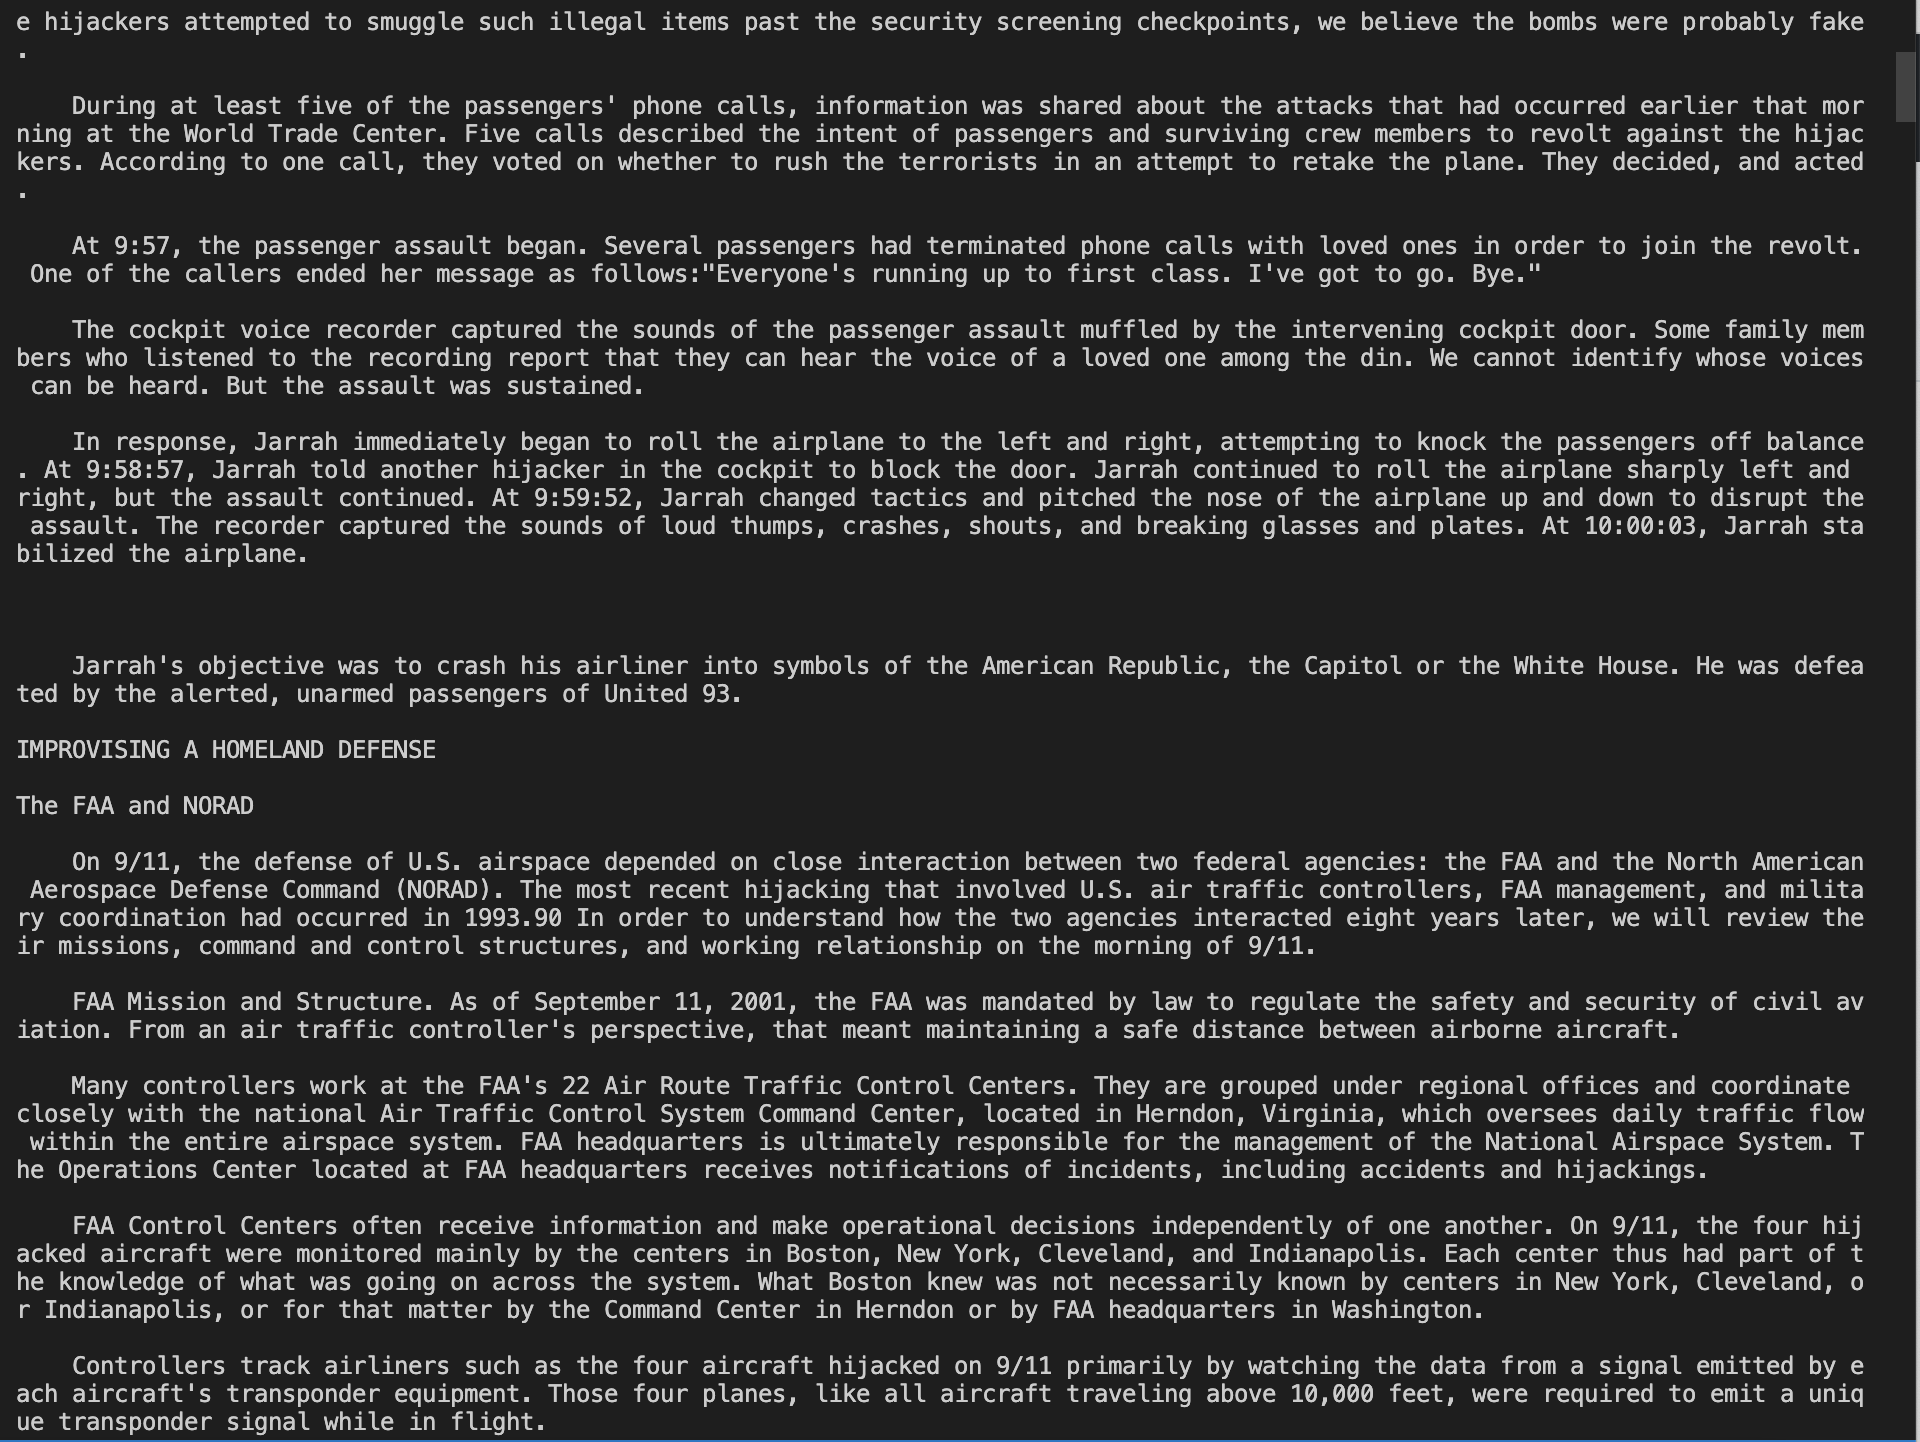 e hijackers attempted to smuggle such illegal items past the security screening checkpoints, we believe the bombs were probably fake
.
During at least five of the passengers' phone calls, information was shared about the attacks that had occurred earlier that mor
ning at the World Trade Center. Five calls described the intent of passengers and surviving crew members to revolt against the hijac
kers. According to one call, they voted on whether to rush the terrorists in an attempt to retake the plane. They decided, and acted
.
At 9:57, the passenger assault began. Several passengers had terminated phone calls with loved ones in order to join the revolt.
One of the callers ended her message as follows:"Everyone's running up to first class. I've got to go. Bye."
The cockpit voice recorder captured the sounds of the passenger assault muffled by the intervening cockpit door. Some family mem
bers who listened to the recording report that they can hear the voice of a loved one among the din. We cannot identify whose voices
can be heard. But the assault was sustained.
In response, Jarrah immediately began to roll the airplane to the left and right, attempting to knock the passengers off balance
. At 9:58:57, Jarrah told another hijacker in the cockpit to block the door. Jarrah continued to roll the airplane sharply left and
right, but the assault continued. At 9:59:52, Jarrah changed tactics and pitched the nose of the airplane up and down to disrupt the
assault. The recorder captured the sounds of loud thumps, crashes, shouts, and breaking glasses and plates. At 10:00:03, Jarrah sta
bilized the airplane.
Jarrah's objective was to crash his airliner into symbols of the American Republic, the Capitol or the White House. He was defea
ted by the alerted, unarmed passengers of United 93.
IMPROVISING A HOMELAND DEFENSE
The FAA and NORAD
On 9/11, the defense of U.S. airspace depended on close interaction between two federal agencies: the FAA and the North American
Aerospace Defense Command (NORAD). The most recent hijacking that involved U.S. air traffic controllers, FAA management, and milita
ry coordination had occurred in 1993.90 In order to understand how the two agencies interacted eight years later, we will review the
ir missions, command and control structures, and working relationship on the morning of 9/11.
FAA Mission and Structure. As of September 11, 2001, the FAA was mandated by law to regulate the safety and security of civil av
iation. From an air traffic controller's perspective, that meant maintaining a safe distance between airborne aircraft.
Many controllers work at the FAA's 22 Air Route Traffic Control Centers. They are grouped under regional offices and coordinate
closely with the national Air Traffic Control System Command Center, located in Herndon, Virginia, which oversees daily traffic flow
within the entire airspace system. FAA headquarters is ultimately responsible for the management of the National Airspace System. T
he Operations Center located at FAA headquarters receives notifications of incidents, including accidents and hijackings.
FAA Control Centers often receive information and make operational decisions independently of one another. On 9/11, the four hij
acked aircraft were monitored mainly by the centers in Boston, New York, Cleveland, and Indianapolis. Each center thus had part of t
he knowledge of what was going on across the system. What Boston knew was not necessarily known by centers in New York, Cleveland, o
r Indianapolis, or for that matter by the Command Center in Herndon or by FAA headquarters in Washington.
Controllers track airliners such as the four aircraft hijacked on 9/11 primarily by watching the data from a signal emitted by e
ach aircraft's transponder equipment. Those four planes, like all aircraft traveling above 10,000 feet, were required to emit a uniq
ue transponder signal while in flight.